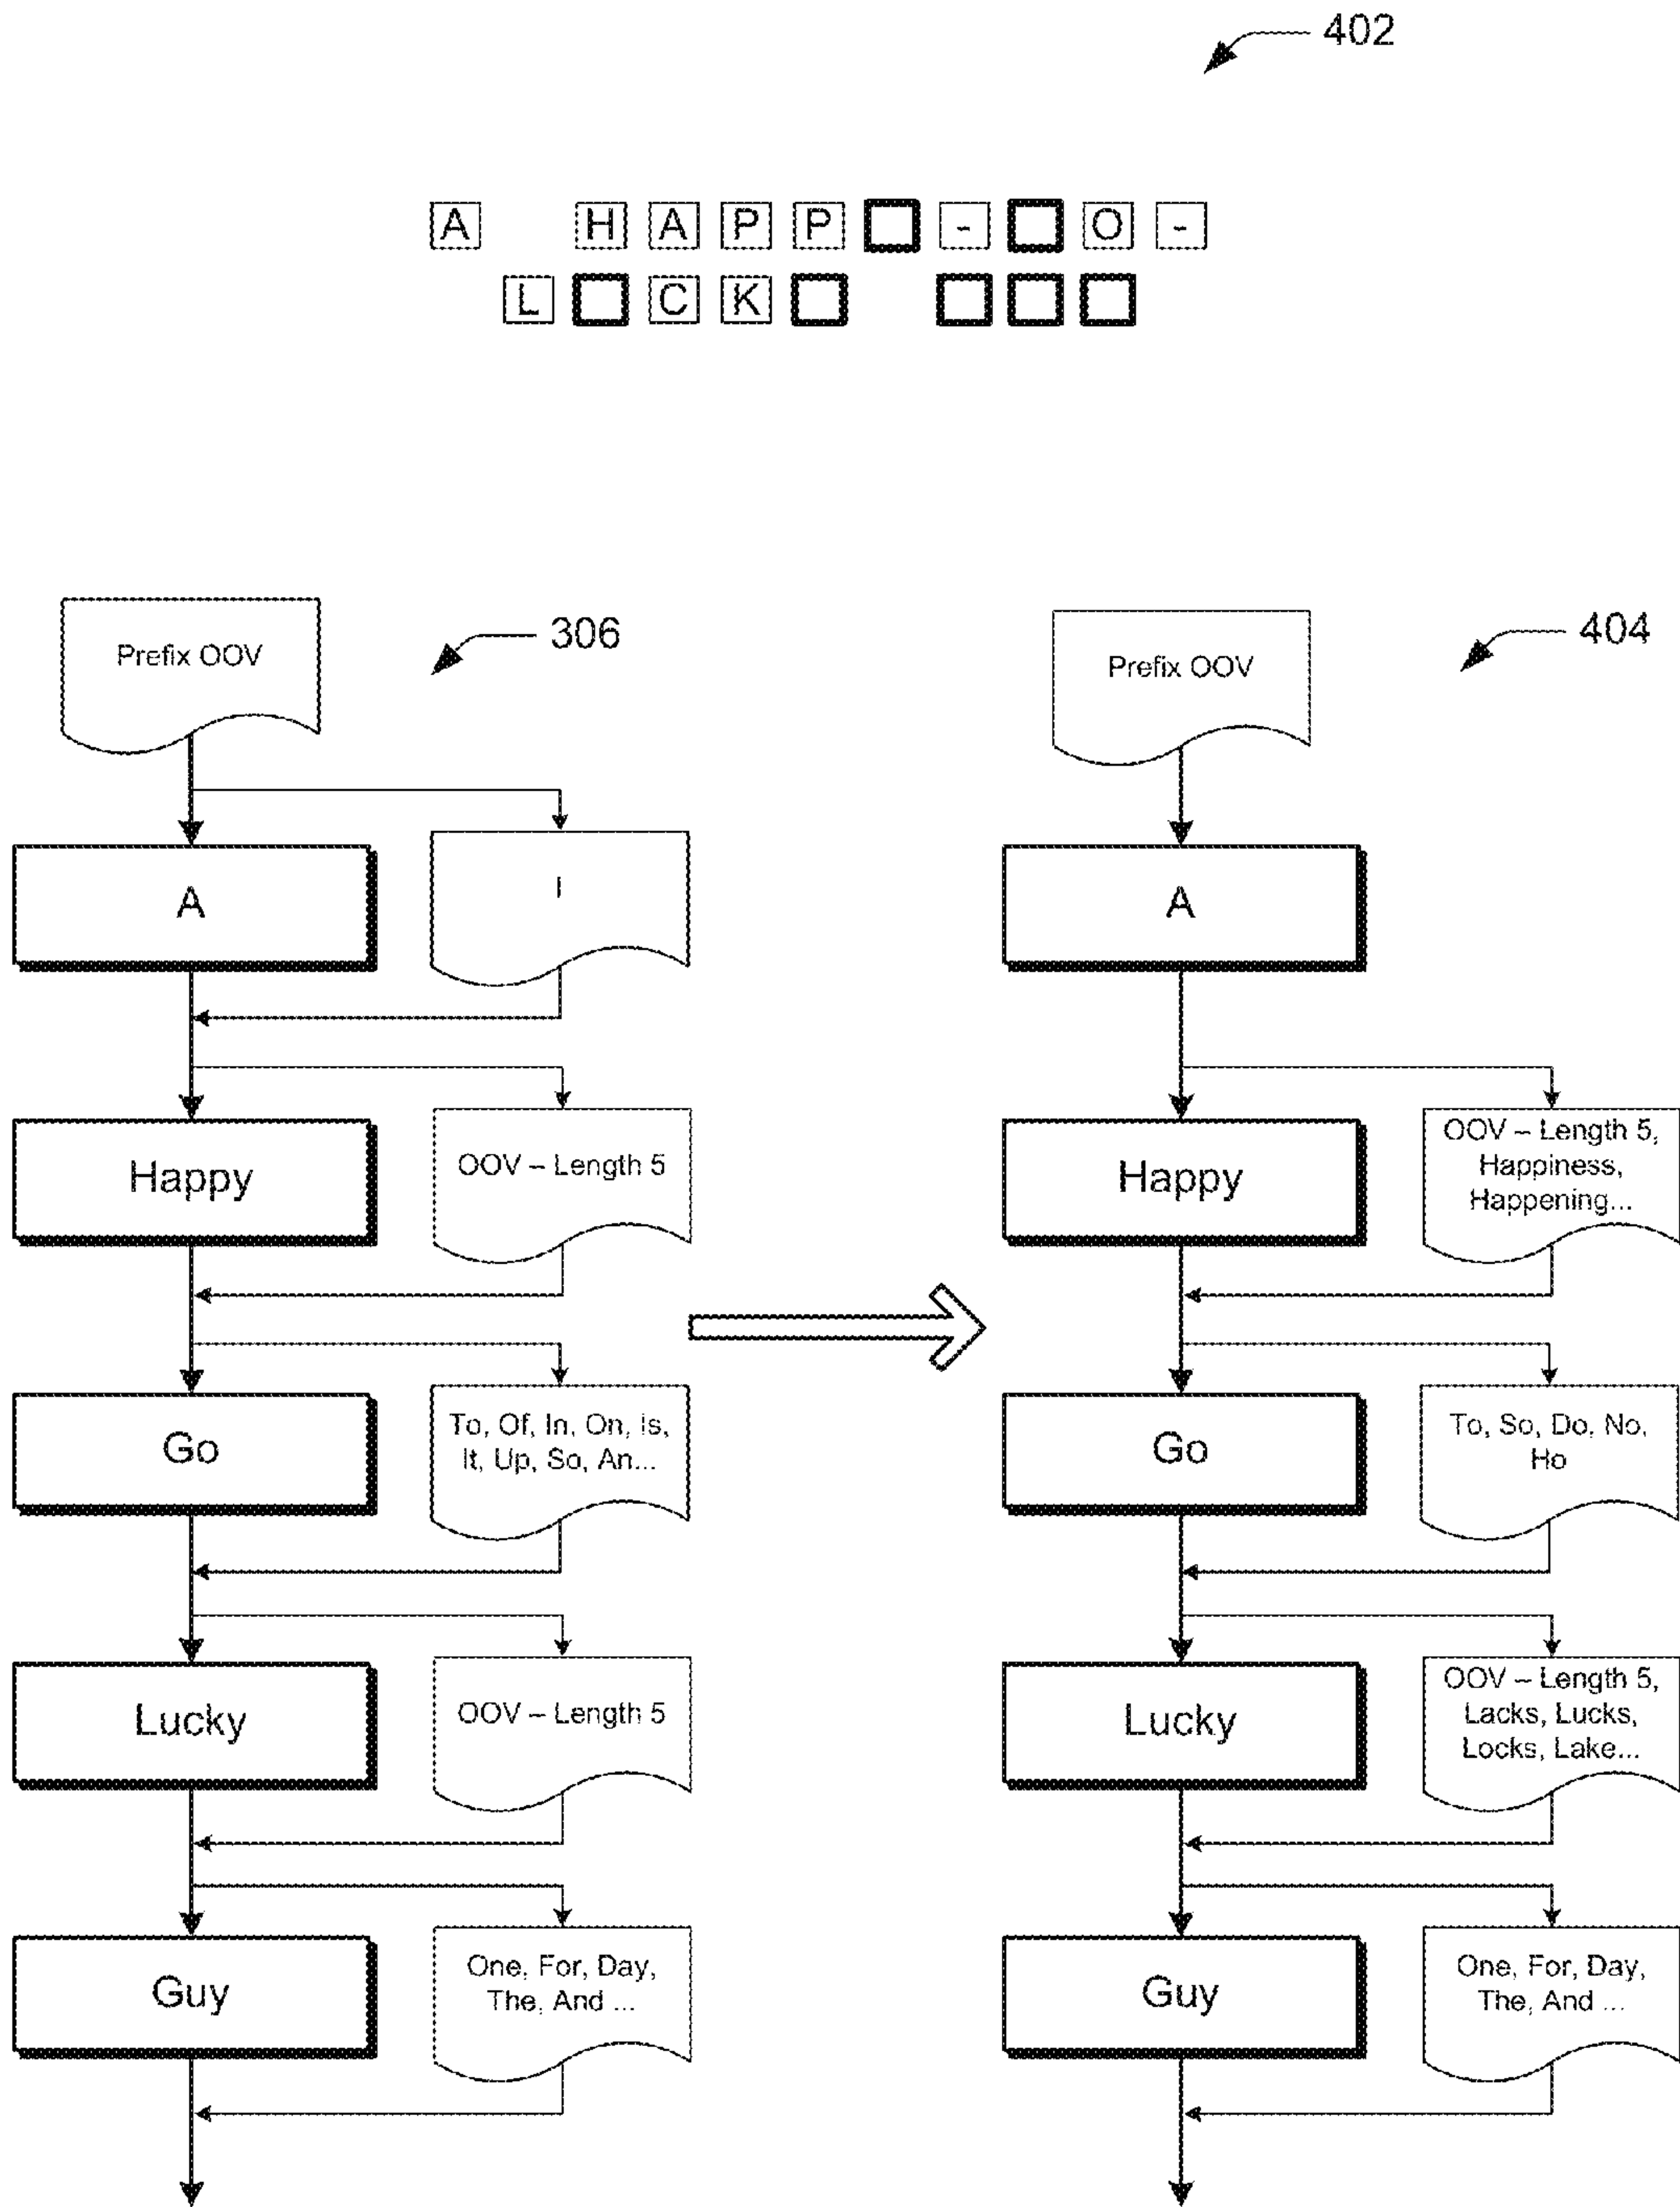 402
A HAPP - O -
L CK
Prefix OOV
306
A
I
Happy
OOV – Length 5
Go
To, Of, In, On, Is,
It, Up, So, An...
Lucky
OOV – Length 5
Guy
One, For, Day,
The, And ...
Prefix OOV
404
A
Happy
OOV – Length 5,
Happiness,
Happening...
Go
To, So, Do, No,
Ho
Lucky
OOV – Length 5,
Lacks, Lucks,
Locks, Lake...
Guy
One, For, Day,
The, And ...